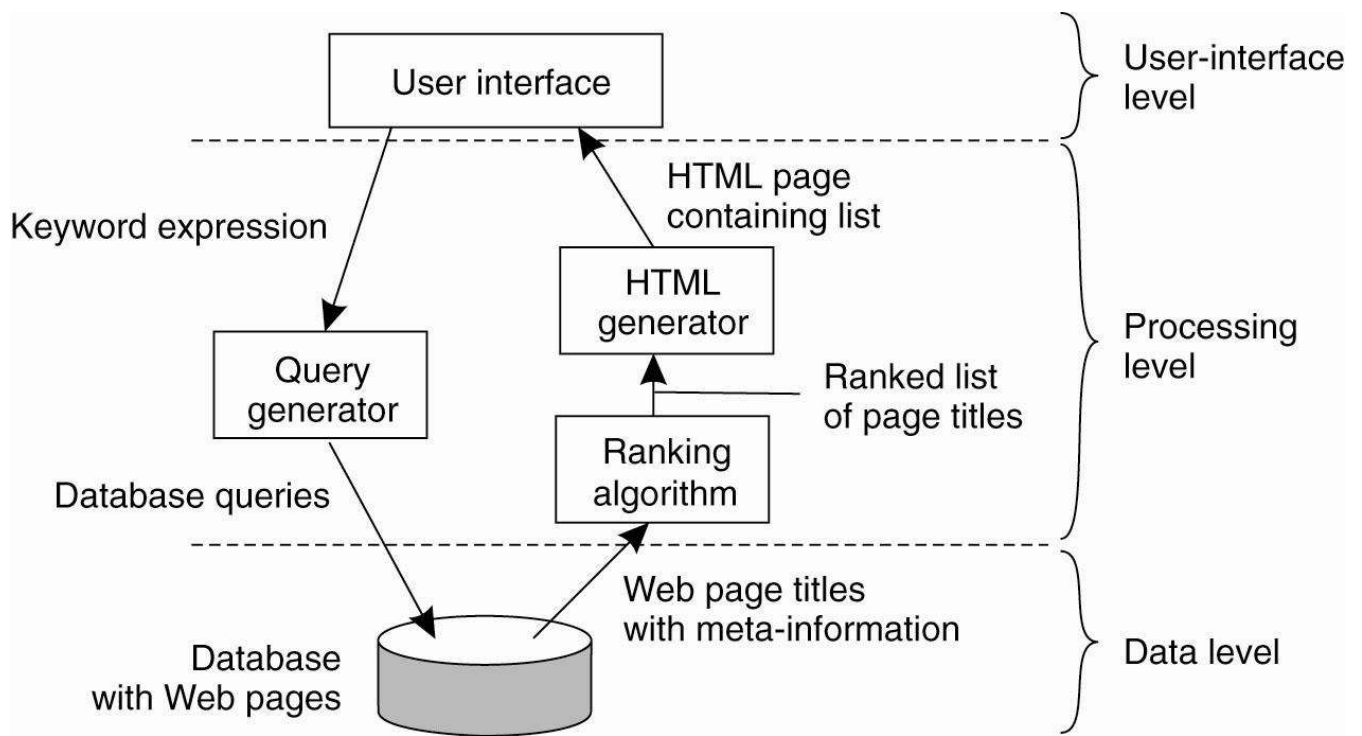 User interface
User-interface
level
Keyword expression
HTML page
containing list
HTML
generator
Processing
level
Query
generator
Ranked list
of page titles
Ranking
algorithm
Database queries
Web page titles
with meta-information
Database
with Web pages
Data level